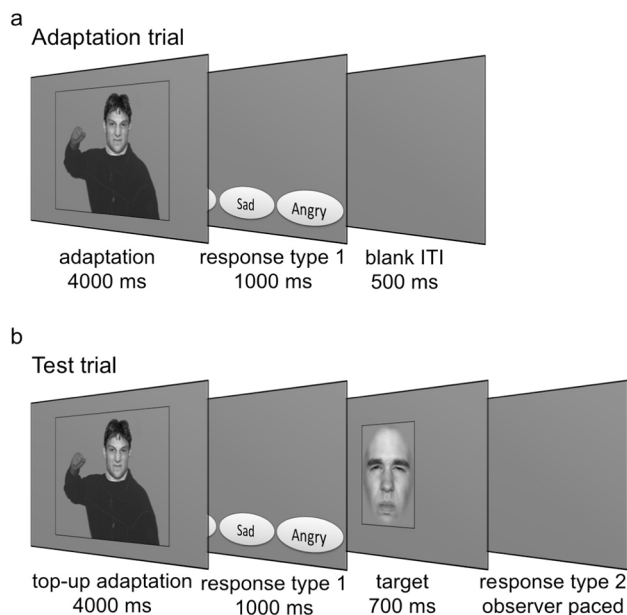 a
Adaptation trial
Sad
Angry
adaptation
4000 ms
response type 1
1000 ms
blank ITI
500 ms
b
Test trial
Sad
Angry
top-up adaptation
4000 ms
response type 1
1000 ms
target
700 ms
response type 2
observer paced